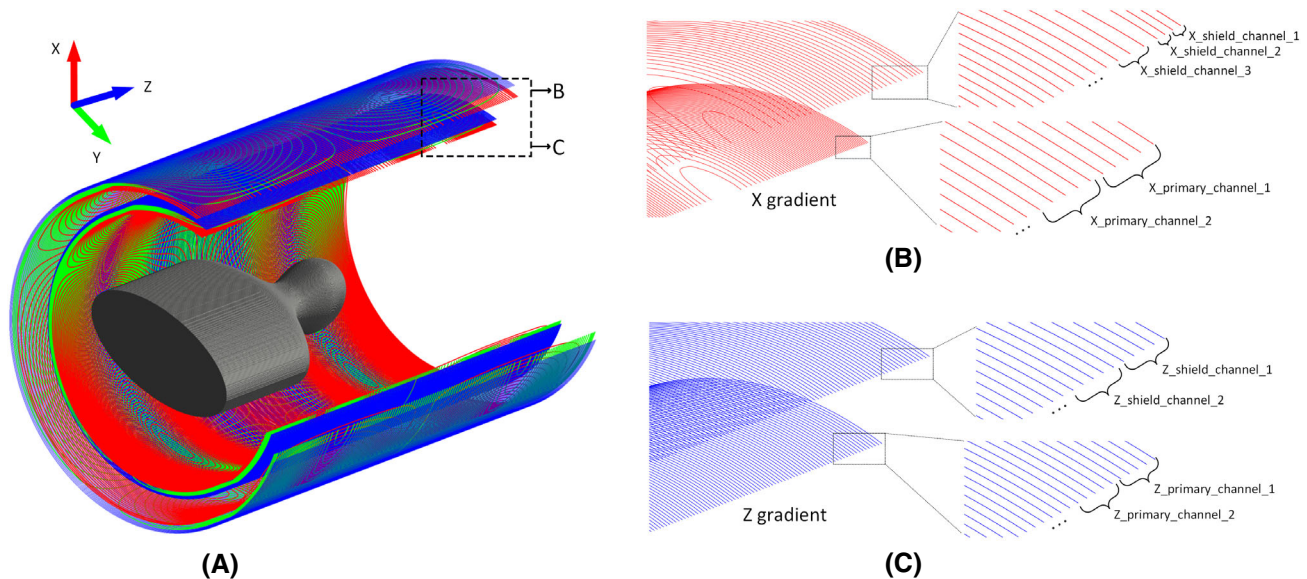 X
Z
Y
B
C
(A)
X_shield_channel_1
X_shield_channel_2
X_shield_channel_3
...
X_primary_channel_1
X_primary_channel_2
...
X gradient
(B)
Z_shield_channel_1
Z_shield_channel_2
...
Z_primary_channel_1
Z_primary_channel_2
...
Z gradient
(C)